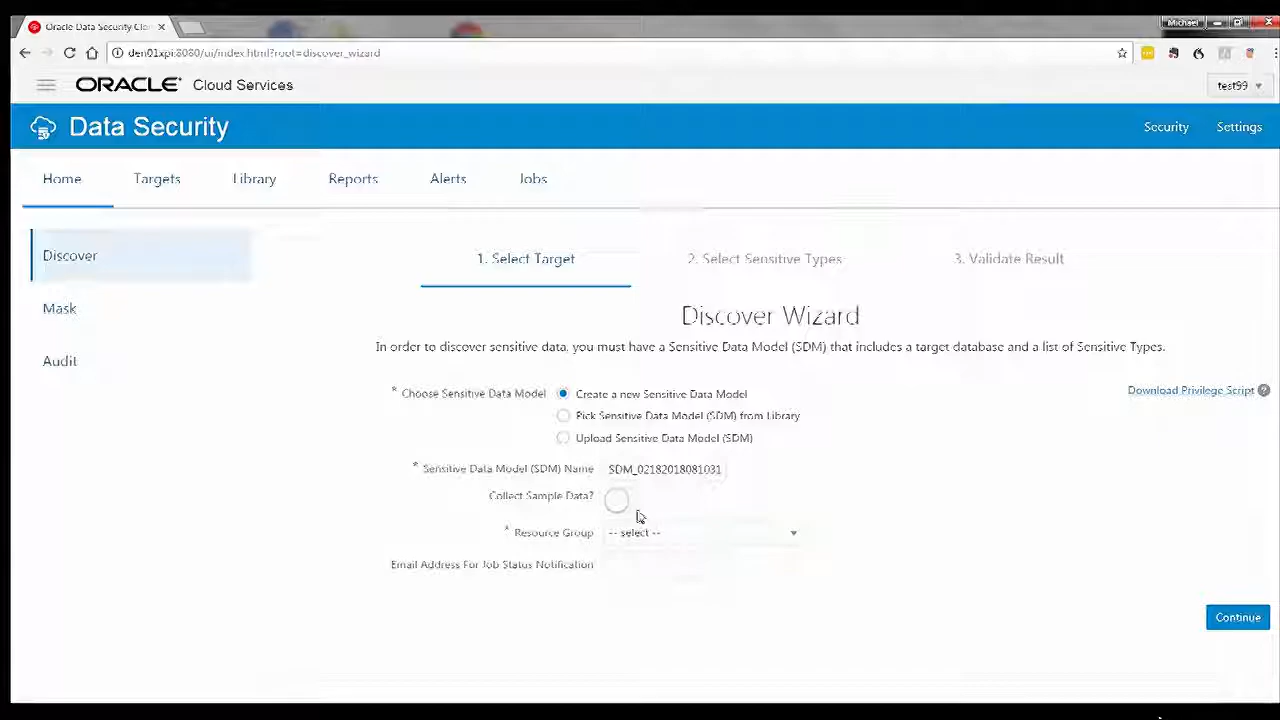 Michael
Oracle Data Security Clo
den01xpi:8080/ui/index.html?root=discover_wizard
ORACLE Cloud Services
test99
Data Security
Security
Settings
Home
Targets
Library
Reports
Alerts
Jobs
Discover
Mask
Audit
1. Select Target
2. Select Sensitive Types
3. Validate Result
Discover Wizard
In order to discover sensitive data, you must have a Sensitive Data Model (SDM) that includes a target database and a list of Sensitive Types.
Download Privilege Script ?
* Choose Sensitive Data Model
Create a new Sensitive Data Model
Pick Sensitive Data Model (SDM) from Library
Upload Sensitive Data Model (SDM)
* Sensitive Data Model (SDM) Name SDM_02182018081031
Collect Sample Data?
* Resource Group -- select --
Email Address For Job Status Notification
Continue